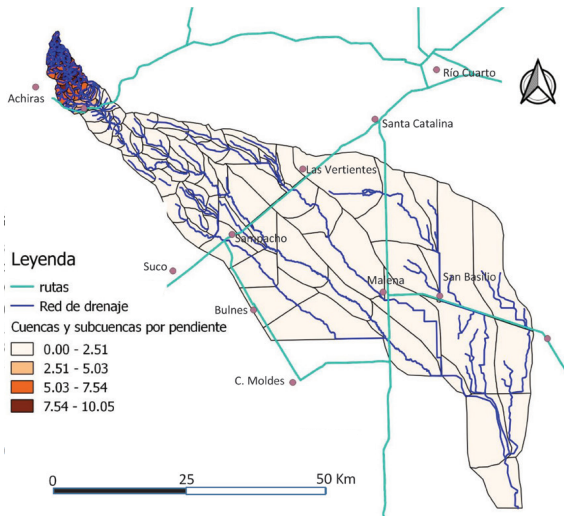 Río Cuarto
Achiras
Santa Catalina
Las Vertientes
Sampacho
Leyenda
Suco
rutas
Malena
San Basilio
Red de drenaje
Bulnes
Cuencas y subcuencas por pendiente
0.00 - 2.51
2.51 - 5.03
5.03 - 7.54
C. Moldes
7.54 - 10.05
0 25 50 Km